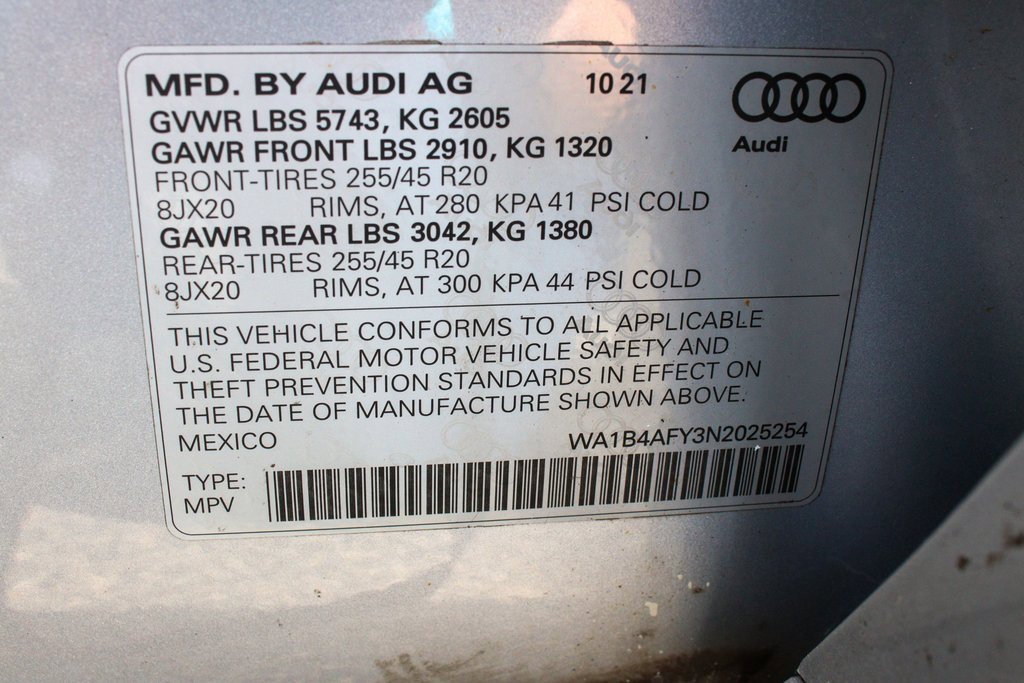 MFD. BY AUDI AG 10 21
GVWR LBS 5743, KG 2605
GAWR FRONT LBS 2910, KG 1320
FRONT-TIRES 255/45 R20
8JX20 RIMS, AT 280 KPA 41 PSI COLD
GAWR REAR LBS 3042, KG 1380
REAR-TIRES 255/45 R20
8JX20 RIMS, AT 300 KPA 44 PSI COLD
Audi
THIS VEHICLE CONFORMS TO ALL APPLICABLE
U.S. FEDERAL MOTOR VEHICLE SAFETY AND
THEFT PREVENTION STANDARDS IN EFFECT ON
THE DATE OF MANUFACTURE SHOWN ABOVE.
MEXICO WA1B4AFY3N2025254
TYPE:
MPV